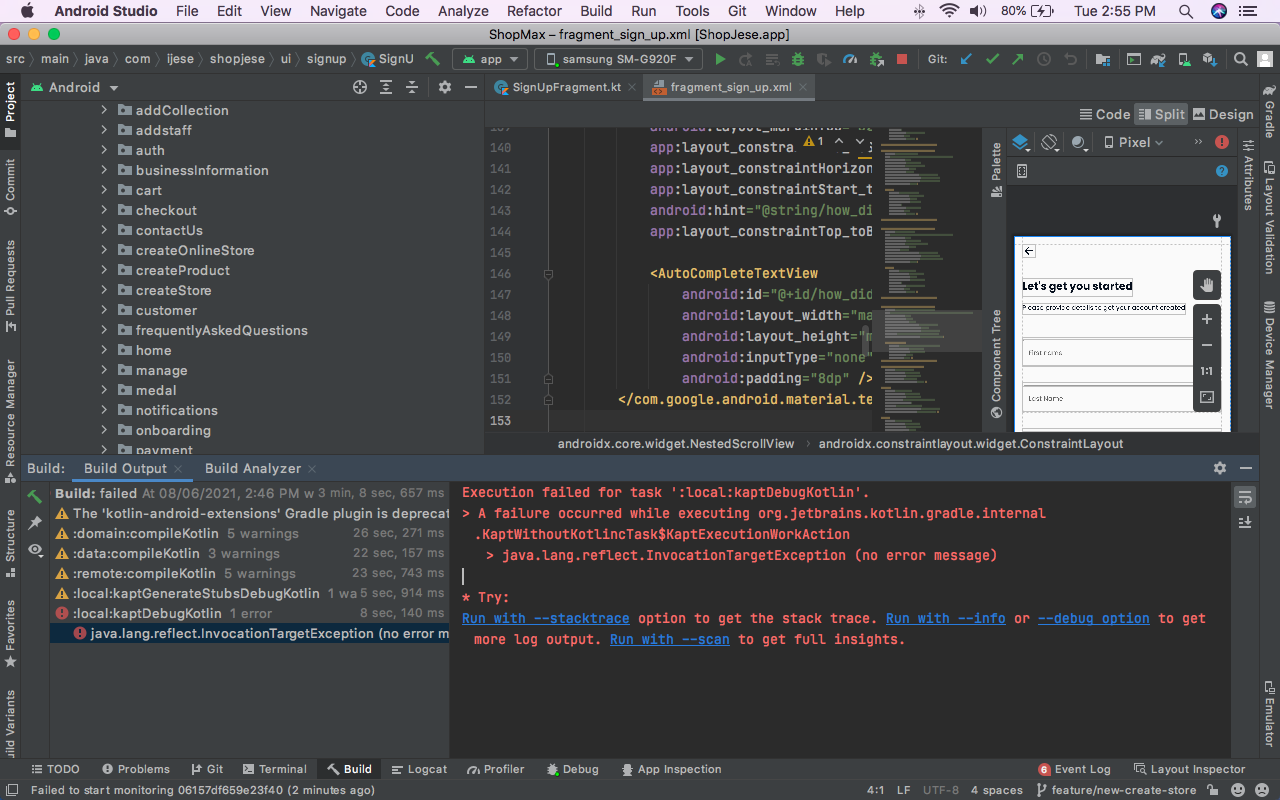 Android Studio File Edit View Navigate Code Analyze Refactor Build Run Tools Git Window Help 80% Tue 2:55 PM
ShopMax – fragment_sign_up.xml [ShopJese.app]
src main java com ijese shopjese ui signup SignU app samsung SM-G920F Git:
Android
SignUpFragment.kt fragment_sign_up.xml
Code Split Design
addCollection
addstaff
auth
businessInformation
cart
checkout
contactUs
createOnlineStore
createProduct
createStore
customer
frequentlyAskedQuestions
home
manage
medal
notifications
onboarding
payment
Project
Commit
Pull Requests
Resource Manager
Structure
Favorites
ild Variants
140 app:layout_constra
141 app:layout_constraintHorizon
142 app:layout_constraintStart_t
143 android:hint="@string/how_di
144 app:layout_constraintTop_toB
145
146 <AutoCompleteTextView
147 android:id="@+id/how_did
148 android:layout_width="ma
149 android:layout_height="m
150 android:inputType="none"
151 android:padding="8dp" />
152 </com.google.android.material.te
153
1
androidx.core.widget.NestedScrollView androidx.constraintlayout.widget.ConstraintLayout
Palette
Component Tree
Pixel
Let's get you started
Please provide details to get your account created
First name
Last Name
1:1
Attributes
Gradle
Layout Validation
Device Manager
Emulator
Build: Build Output Build Analyzer
Build: failed At 08/06/2021, 2:46 PM w 3 min, 8 sec, 657 ms
The 'kotlin-android-extensions' Gradle plugin is deprecat
:domain:compileKotlin 5 warnings 26 sec, 271 ms
:data:compileKotlin 3 warnings 22 sec, 157 ms
:remote:compileKotlin 5 warnings 23 sec, 743 ms
:local:kaptGenerateStubsDebugKotlin 1 wa 5 sec, 914 ms
:local:kaptDebugKotlin 1 error 8 sec, 140 ms
java.lang.reflect.InvocationTargetException (no error m
Execution failed for task ':local:kaptDebugKotlin'.
> A failure occurred while executing org.jetbrains.kotlin.gradle.internal
.KaptWithoutKotlincTask$KaptExecutionWorkAction
> java.lang.reflect.InvocationTargetException (no error message)
* Try:
Run with --stacktrace option to get the stack trace. Run with --info or --debug option to get
more log output. Run with --scan to get full insights.
TODO Problems Git Terminal Build Logcat Profiler Debug App Inspection 6 Event Log Layout Inspector
Failed to start monitoring 06157df659e23f40 (2 minutes ago) 4:1 LF UTF-8 4 spaces feature/new-create-store